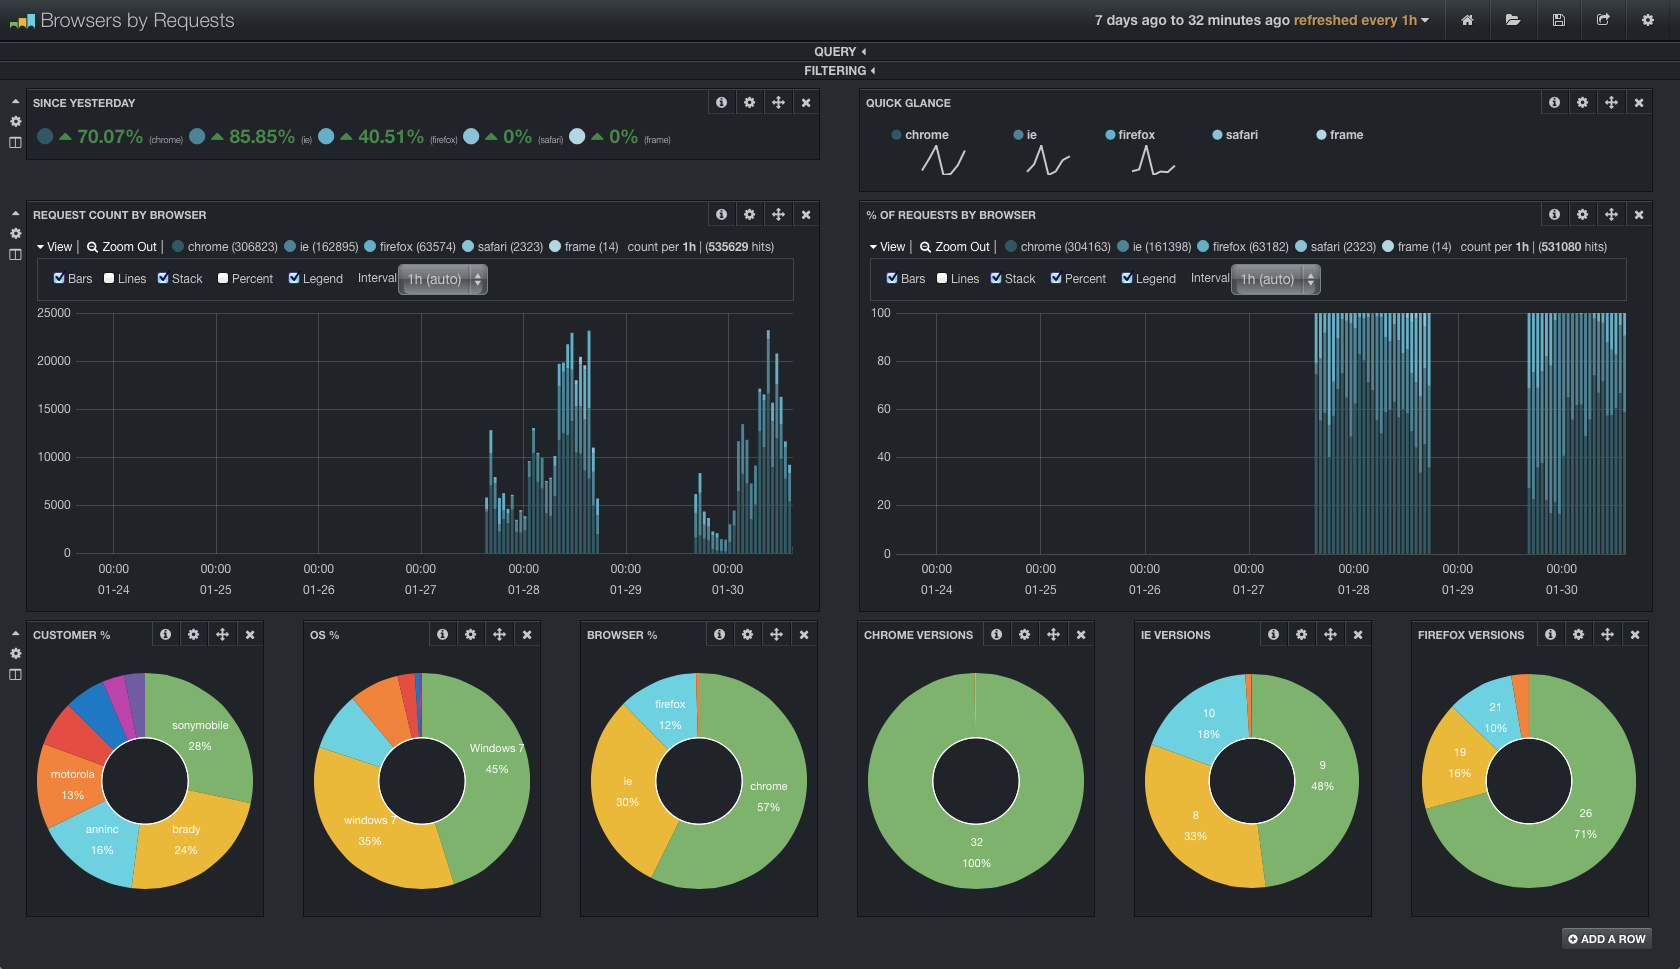 Browsers by Requests
7 days ago to 32 minutes ago refreshed every 1h
QUERY
FILTERING
SINCE YESTERDAY
70.07% (chrome) 85.85% (ie) 40.51% (firefox) 0% (safari) 0% (frame)
QUICK GLANCE
chrome ie firefox safari frame
REQUEST COUNT BY BROWSER
View | Zoom Out | chrome (306823) ie (162895) firefox (63574) safari (2323) frame (14) count per 1h | (535629 hits)
Bars Lines Stack Percent Legend Interval 1h (auto)
25000
20000
15000
10000
5000
0
00:00 00:00 00:00 00:00 00:00 00:00 00:00
01-24 01-25 01-26 01-27 01-28 01-29 01-30
% OF REQUESTS BY BROWSER
View | Zoom Out | chrome (304163) ie (161398) firefox (63182) safari (2323) frame (14) count per 1h | (531080 hits)
Bars Lines Stack Percent Legend Interval 1h (auto)
100
80
60
40
20
0
00:00 00:00 00:00 00:00 00:00 00:00 00:00
01-24 01-25 01-26 01-27 01-28 01-29 01-30
CUSTOMER %
sonymobile
28%
motorola
13%
anninc
16%
brady
24%
OS %
Windows 7
45%
windows 7
35%
BROWSER %
firefox
12%
ie
30%
chrome
57%
CHROME VERSIONS
32
100%
IE VERSIONS
10
18%
9
48%
8
33%
FIREFOX VERSIONS
21
10%
19
16%
26
71%
ADD A ROW